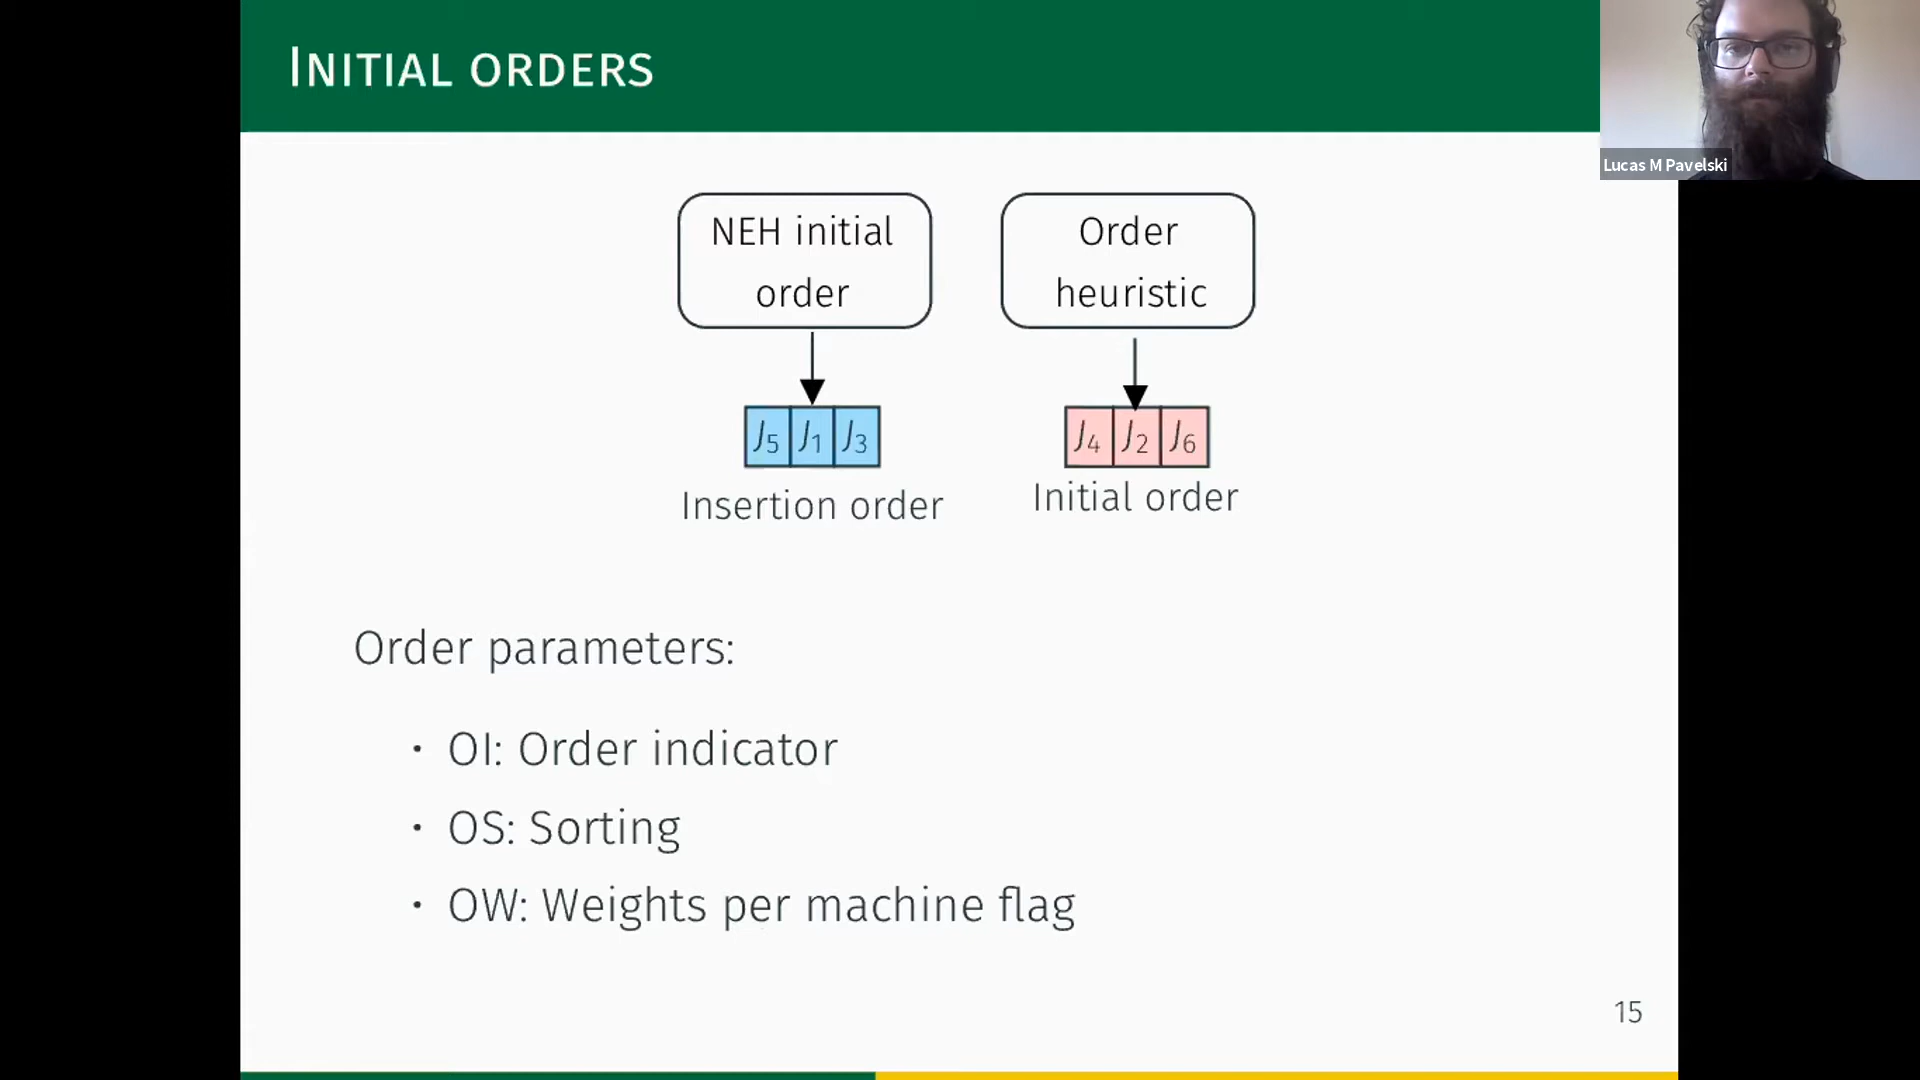 INITIAL ORDERS
Lucas M Pavelski
NEH initial
order
Order
heuristic
J5 J1 J3
J4 J2 J6
Insertion order
Initial order
Order parameters:
· OI: Order indicator
· OS: Sorting
· OW: Weights per machine flag
15